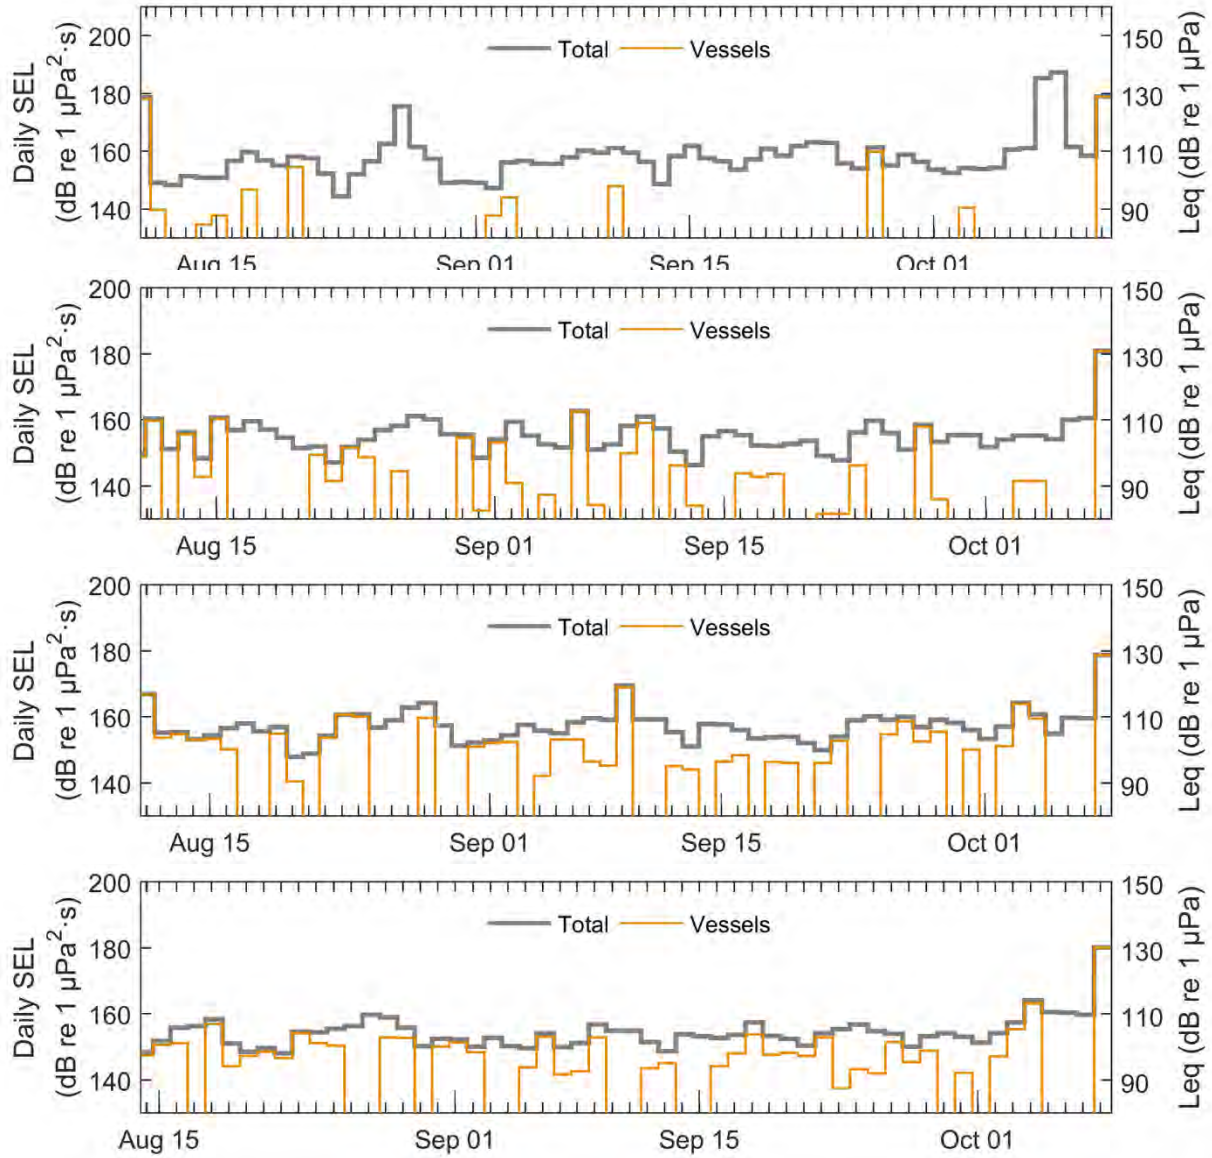 Daily SEL
(dB re 1 µPa²·s)
200
180
160
140
Total
Vessels
150
130
110
90
Leq (dB re 1 µPa)
Aug 15
Sep 01
Sep 15
Oct 01
Daily SEL
(dB re 1 µPa²·s)
200
180
160
140
Total
Vessels
150
130
110
90
Leq (dB re 1 µPa)
Aug 15
Sep 01
Sep 15
Oct 01
Daily SEL
(dB re 1 µPa²·s)
200
180
160
140
Total
Vessels
150
130
110
90
Leq (dB re 1 µPa)
Aug 15
Sep 01
Sep 15
Oct 01
Daily SEL
(dB re 1 µPa²·s)
200
180
160
140
Total
Vessels
150
130
110
90
Leq (dB re 1 µPa)
Aug 15
Sep 01
Sep 15
Oct 01